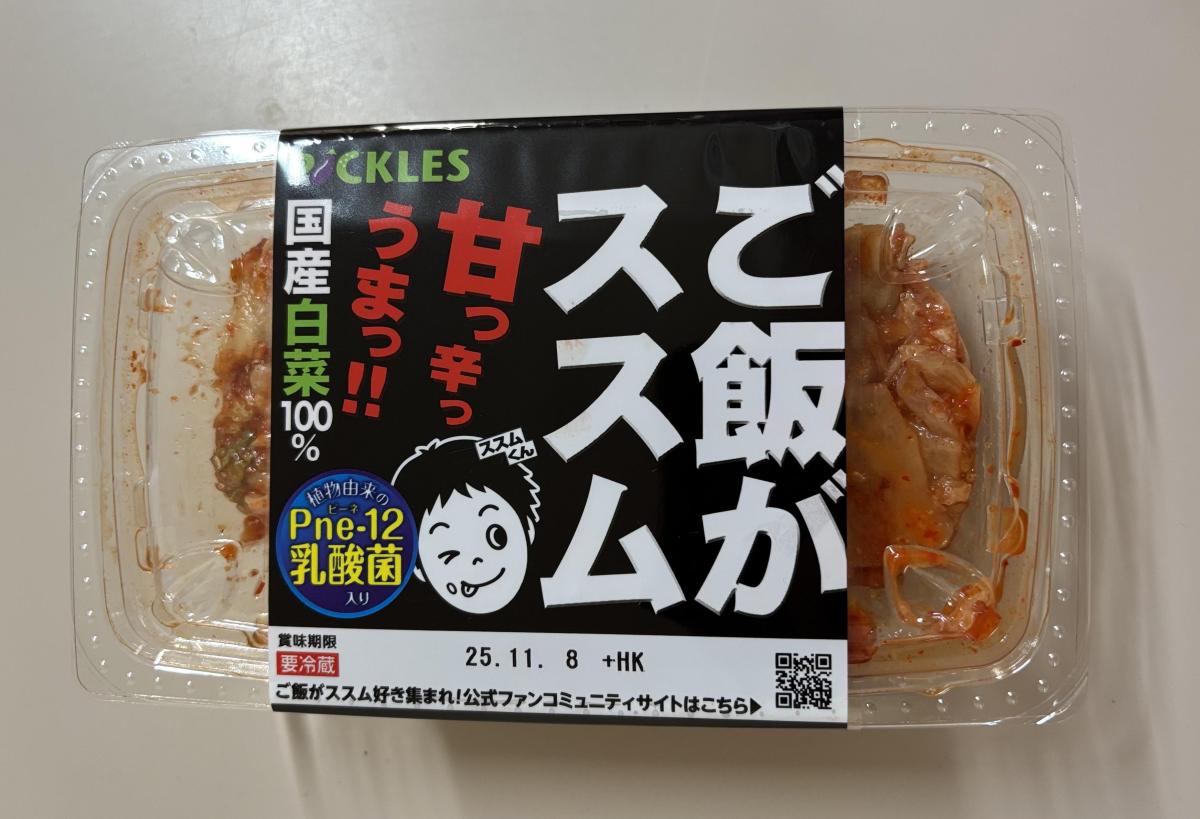 PICKLES
ご飯が
ススム
甘っ辛っ
うまっ!!
国産白菜100%
ススム
くん
植物由来の
ピーネ
Pne-12
乳酸菌
入り
賞味期限
要冷蔵
25.11. 8 +HK
ご飯がススム好き集まれ!公式ファンコミュニティサイトはこちら▶